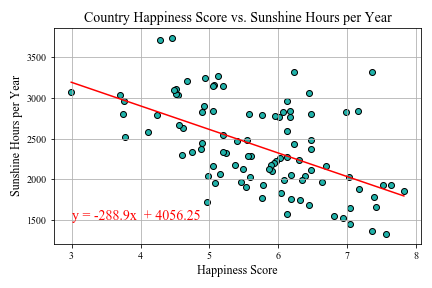 Country Happiness Score vs. Sunshine Hours per Year
Sunshine Hours per Year
3500
3000
2500
2000
1500
y = -288.9x + 4056.25
3 4 5 6 7 8
Happiness Score